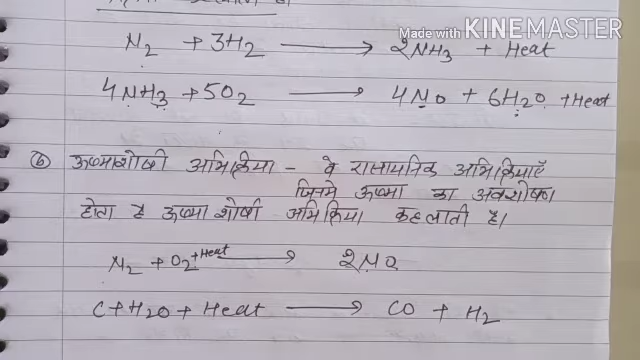 Made with KINEMASTER
N2 + 3H2 ⟶ 2NH3 + Heat
4NH3 + 5O2 ⟶ 4NO + 6H2O + Heat
⑥ ऊष्माशोषी अभिक्रिया - वे रासायनिक अभिक्रियाएँ
जिनमे ऊष्मा का अवशोषण
होता है ऊष्मा शोषी अभिक्रिया कहलाती है।
N2 + O2 + Heat ⟶ 2NO
C + H2O + Heat ⟶ CO + H2